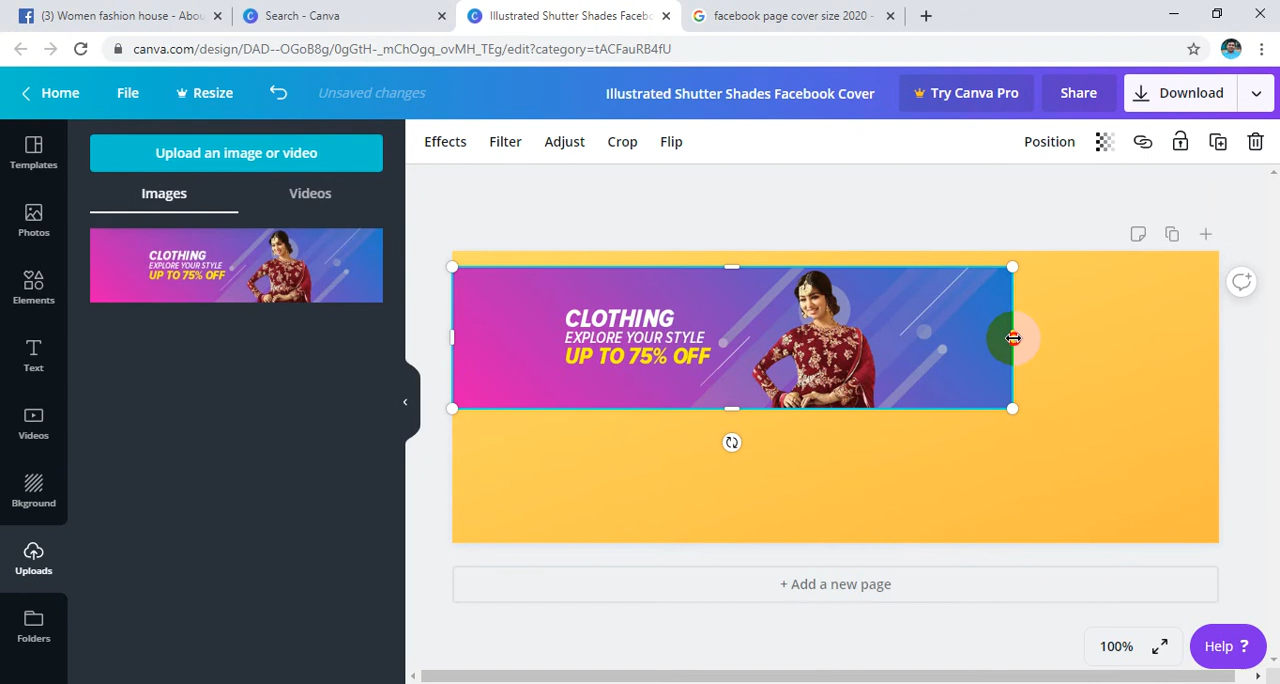 (3) Women fashion house - Abou
Search - Canva
Illustrated Shutter Shades Facebo
facebook page cover size 2020 -
canva.com/design/DAD--OGoB8g/0gGtH-_mChOgq_ovMH_TEg/edit?category=tACFauRB4fU
Home
File
Resize
Unsaved changes
Illustrated Shutter Shades Facebook Cover
Try Canva Pro
Share
Download
Templates
Photos
Elements
Text
Videos
Bkground
Uploads
Folders
Upload an image or video
Images
Videos
CLOTHING
EXPLORE YOUR STYLE
UP TO 75% OFF
Effects
Filter
Adjust
Crop
Flip
Position
CLOTHING
EXPLORE YOUR STYLE
UP TO 75% OFF
+ Add a new page
100%
Help ?